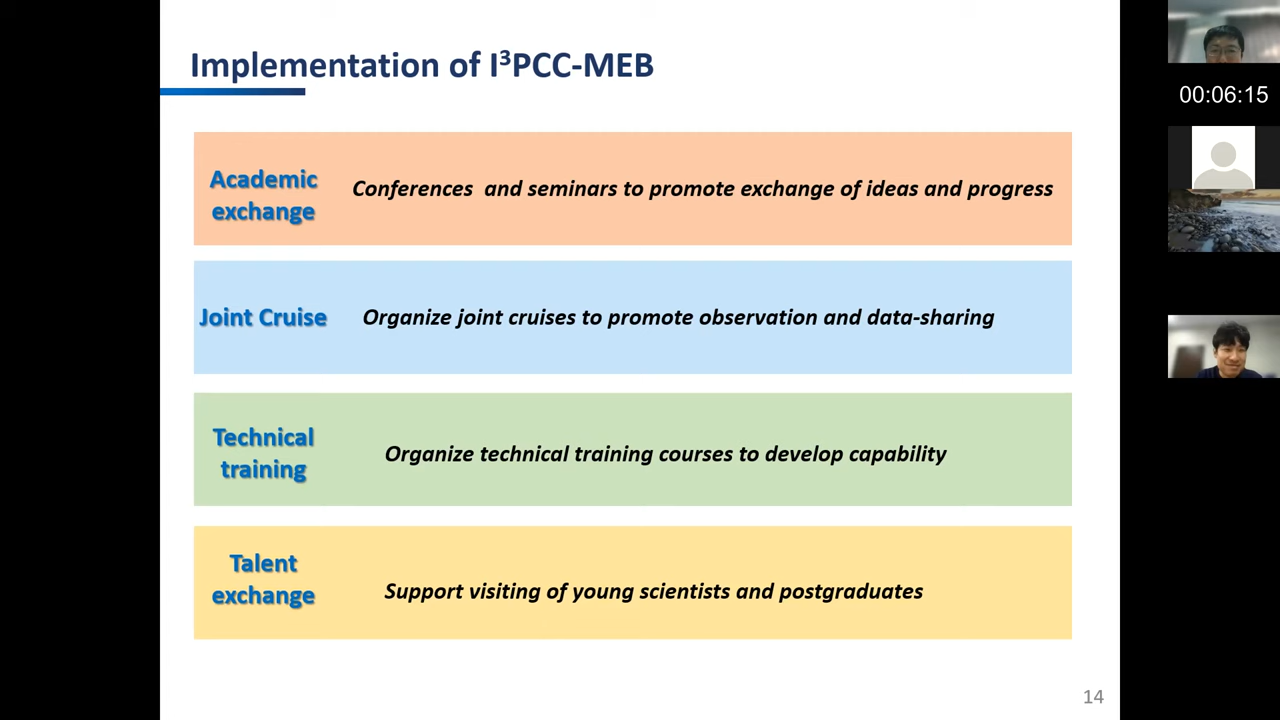 Implementation of I³PCC-MEB
00:06:15
Academic
exchange
Conferences and seminars to promote exchange of ideas and progress
Joint Cruise
Organize joint cruises to promote observation and data-sharing
Technical
training
Organize technical training courses to develop capability
Talent
exchange
Support visiting of young scientists and postgraduates
14